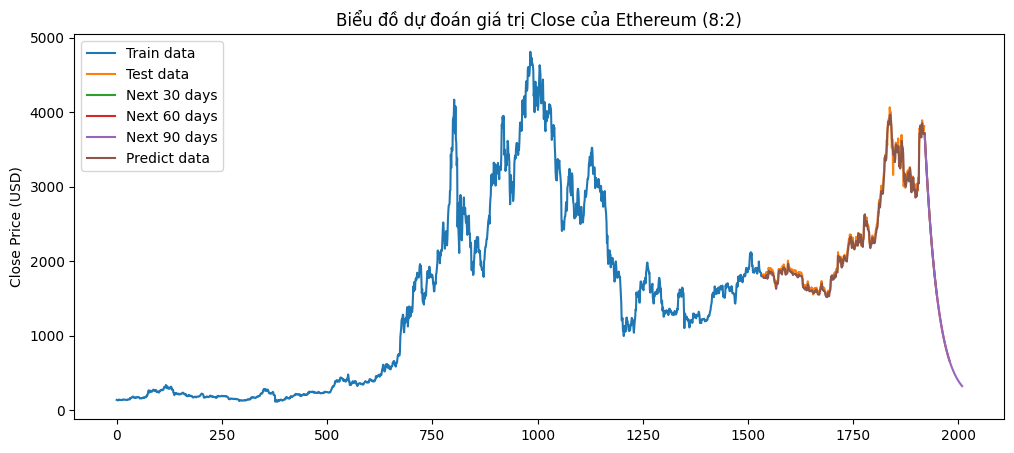 Biểu đồ dự đoán giá trị Close của Ethereum (8:2)
Close Price (USD)
5000
4000
3000
2000
1000
0
Train data
Test data
Next 30 days
Next 60 days
Next 90 days
Predict data
0
250
500
750
1000
1250
1500
1750
2000